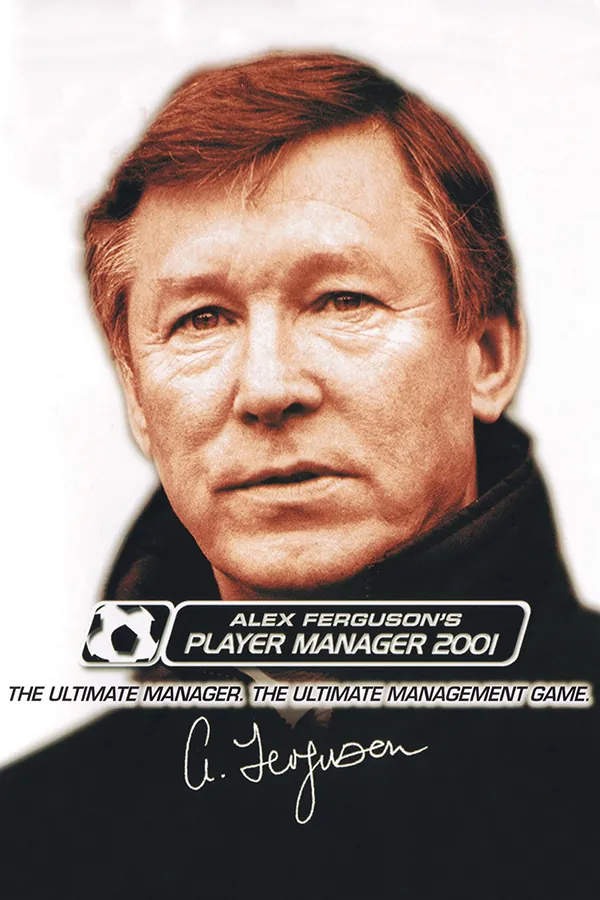 ALEX FERGUSON'S
PLAYER MANAGER 2001
THE ULTIMATE MANAGER. THE ULTIMATE MANAGEMENT GAME.
A. Ferguson